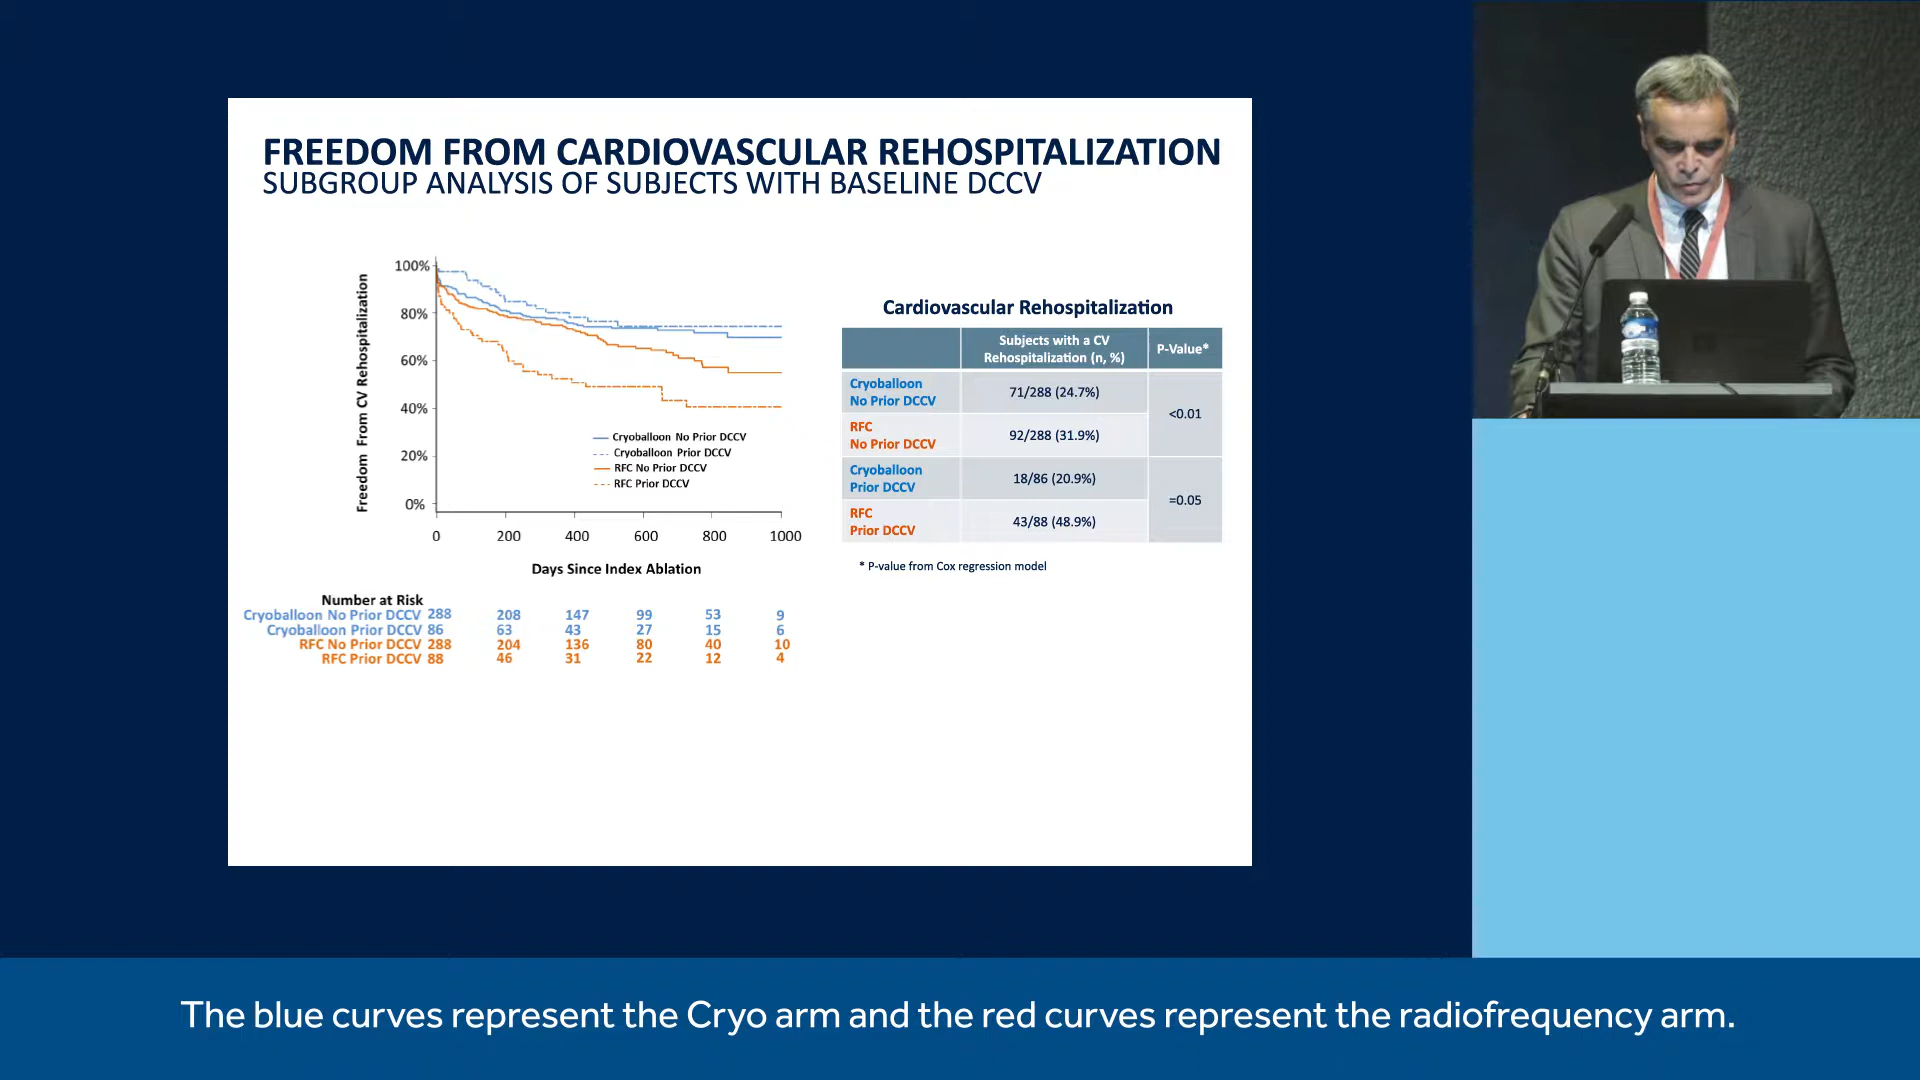 FREEDOM FROM CARDIOVASCULAR REHOSPITALIZATION
SUBGROUP ANALYSIS OF SUBJECTS WITH BASELINE DCCV
Freedom From CV Rehospitalization
100%
80%
60%
40%
20%
0%
Cryoballoon No Prior DCCV
Cryoballoon Prior DCCV
RFC No Prior DCCV
RFC Prior DCCV
0 200 400 600 800 1000
Days Since Index Ablation
Number at Risk
Cryoballoon No Prior DCCV 288 208 147 99 53 9
Cryoballoon Prior DCCV 86 63 43 27 15 6
RFC No Prior DCCV 288 204 136 80 40 10
RFC Prior DCCV 88 46 31 22 12 4
Cardiovascular Rehospitalization
Subjects with a CV
Rehospitalization (n, %)
P-Value*
Cryoballoon
No Prior DCCV
71/288 (24.7%)
<0.01
RFC
No Prior DCCV
92/288 (31.9%)
Cryoballoon
Prior DCCV
18/86 (20.9%)
=0.05
RFC
Prior DCCV
43/88 (48.9%)
* P-value from Cox regression model
The blue curves represent the Cryo arm and the red curves represent the radiofrequency arm.